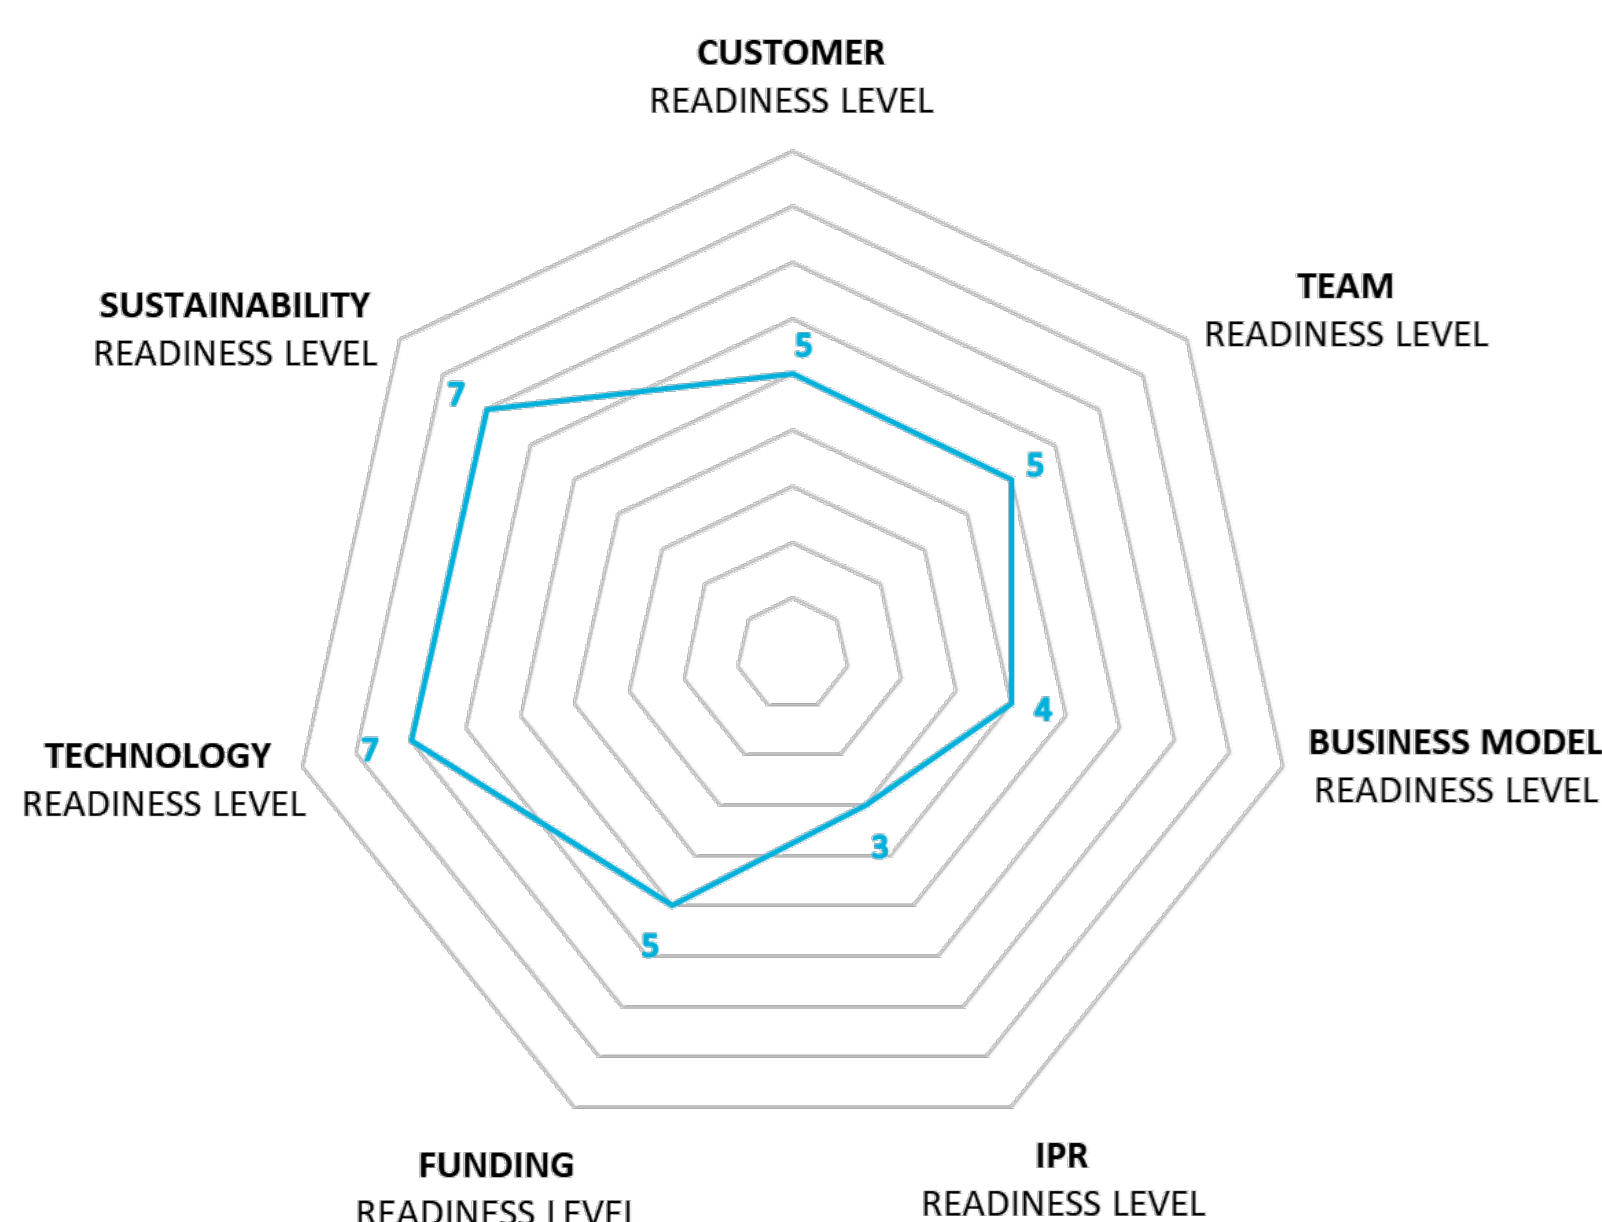 CUSTOMER
READINESS LEVEL
TEAM
READINESS LEVEL
SUSTAINABILITY
READINESS LEVEL
5
7
5
4
BUSINESS MODEL
READINESS LEVEL
TECHNOLOGY
READINESS LEVEL
7
3
5
IPR
READINESS LEVEL
FUNDING
READINESS LEVEL